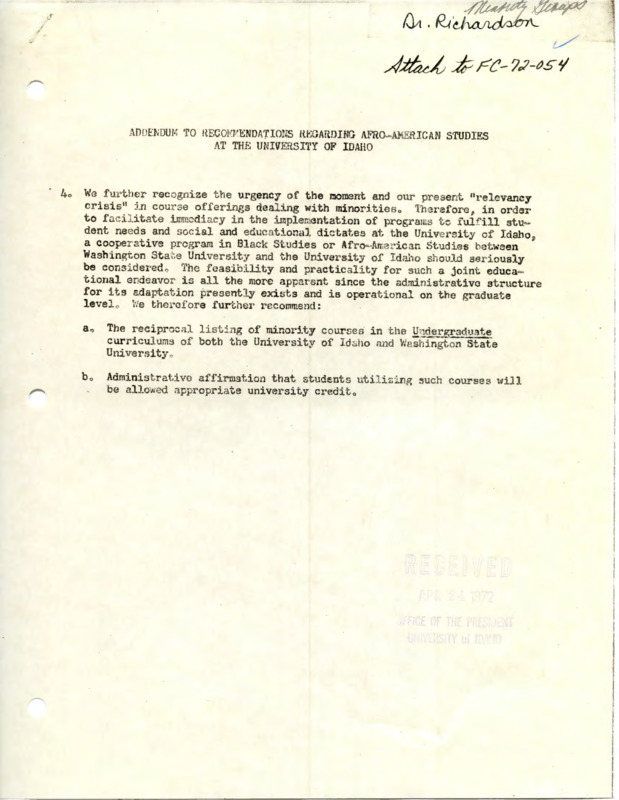 Minority Groups
Dr. Richardson
Attach to FC-72-054
ADDENDUM TO RECOMMENDATIONS REGARDING AFRO-AMERICAN STUDIES
AT THE UNIVERSITY OF IDAHO
4. We further recognize the urgency of the moment and our present "relevancy
crisis" in course offerings dealing with minorities. Therefore, in order
to facilitate immediacy in the implementation of programs to fulfill stu-
dent needs and social and educational dictates at the University of Idaho,
a cooperative program in Black Studies or Afro-American Studies between
Washington State University and the University of Idaho should seriously
be considered. The feasibility and practicality for such a joint educa-
tional endeavor is all the more apparent since the administrative structure
for its adaptation presently exists and is operational on the graduate
level. We therefore further recommend:
a. The reciprocal listing of minority courses in the Undergraduate
curriculums of both the University of Idaho and Washington State
University.
b. Administrative affirmation that students utilizing such courses will
be allowed appropriate university credit.
RECEIVED
APR 24 1972
OFFICE OF THE PRESIDENT
UNIVERSITY of IDAHO